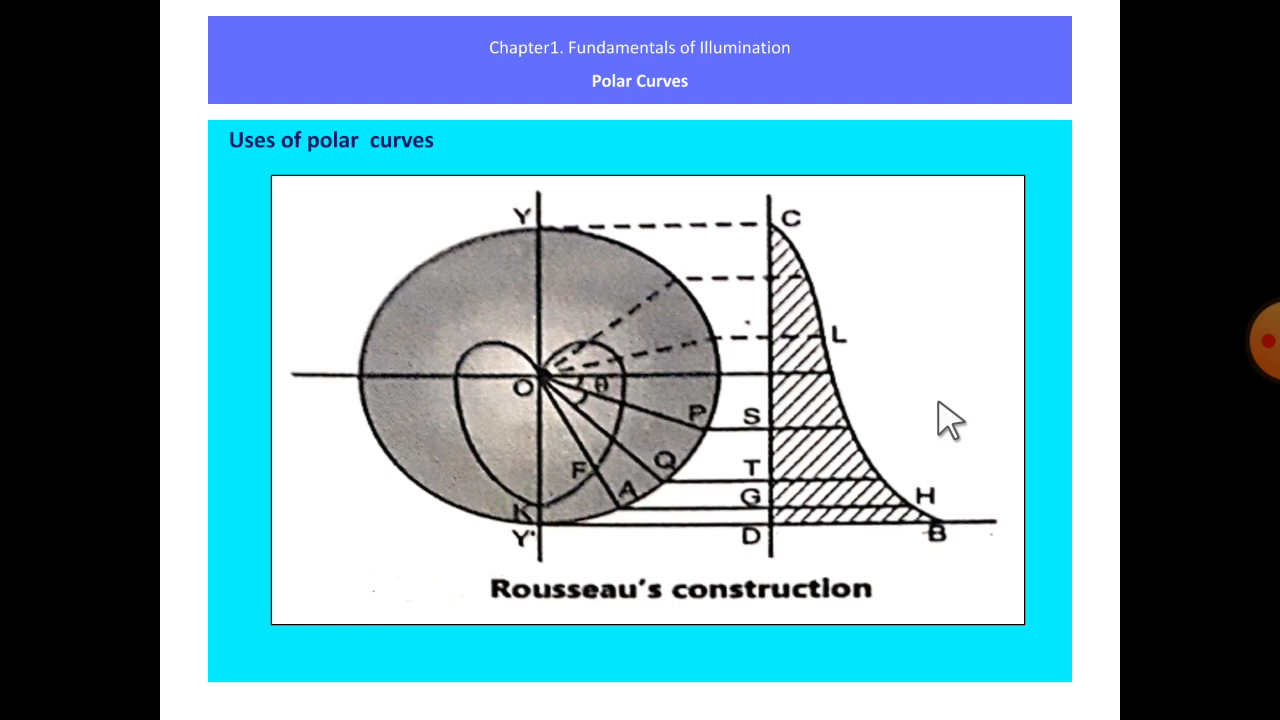 Chapter1. Fundamentals of Illumination
Polar Curves
Uses of polar curves
Y
C
L
O
θ
P
S
F
Q
T
A
G
H
K
Y'
D
B
Rousseau's construction